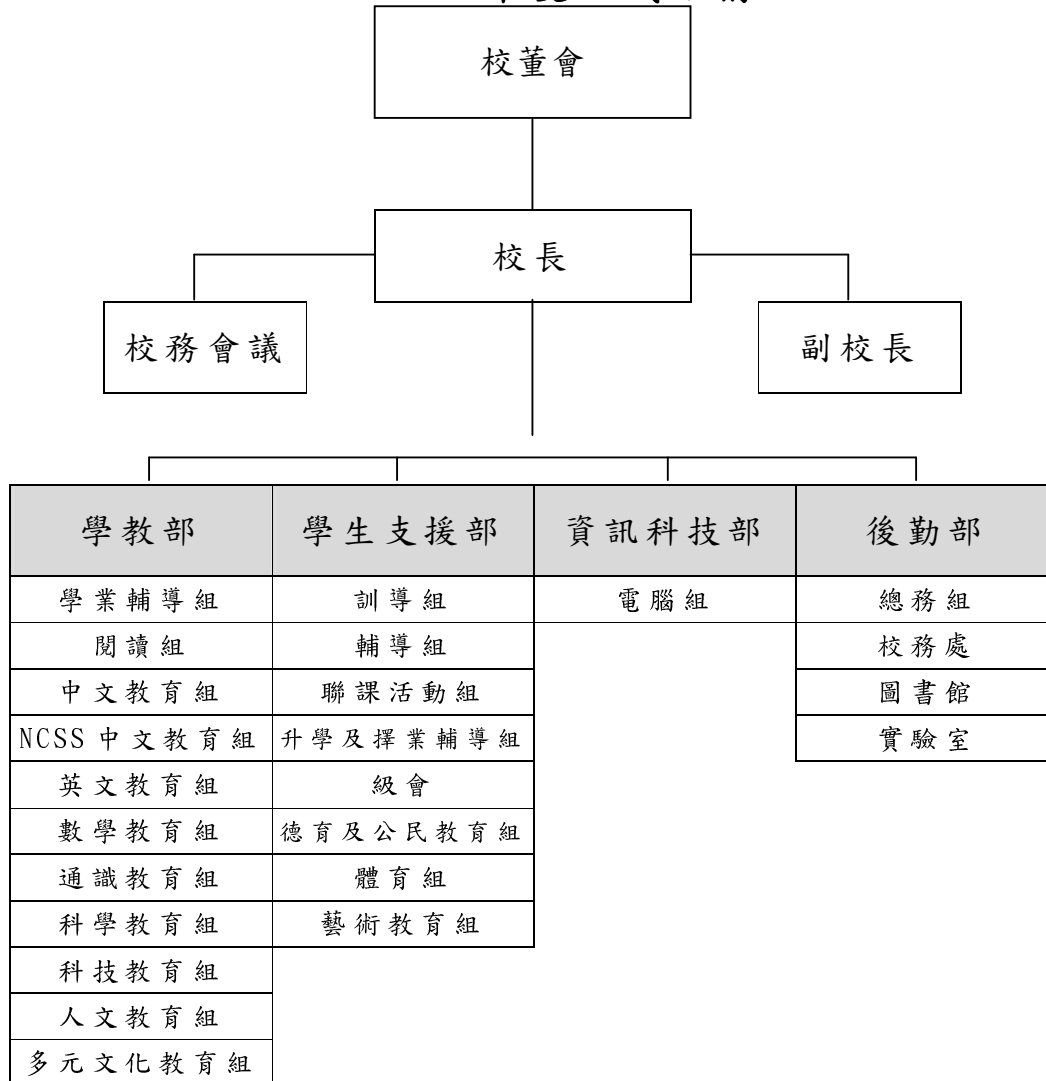 校董會
校長
校務會議
副校長
學教部
學生支援部
資訊科技部
後勤部
學業輔導組
訓導組
電腦組
總務組
閱讀組
輔導組
校務處
中文教育組
聯課活動組
圖書館
NCSS 中文教育組
升學及擇業輔導組
實驗室
英文教育組
級會
數學教育組
德育及公民教育組
通識教育組
體育組
科學教育組
藝術教育組
科技教育組
人文教育組
多元文化教育組